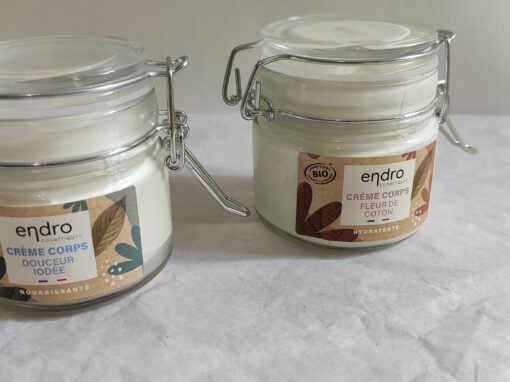 endro
COSMÉTIQUES
CRÈME CORPS
DOUCEUR
IODÉE
NOURRISSANTE
BIO
endro
COSMÉTIQUES
CRÈME CORPS
FLEUR DE
COTON
HYDRATANTE